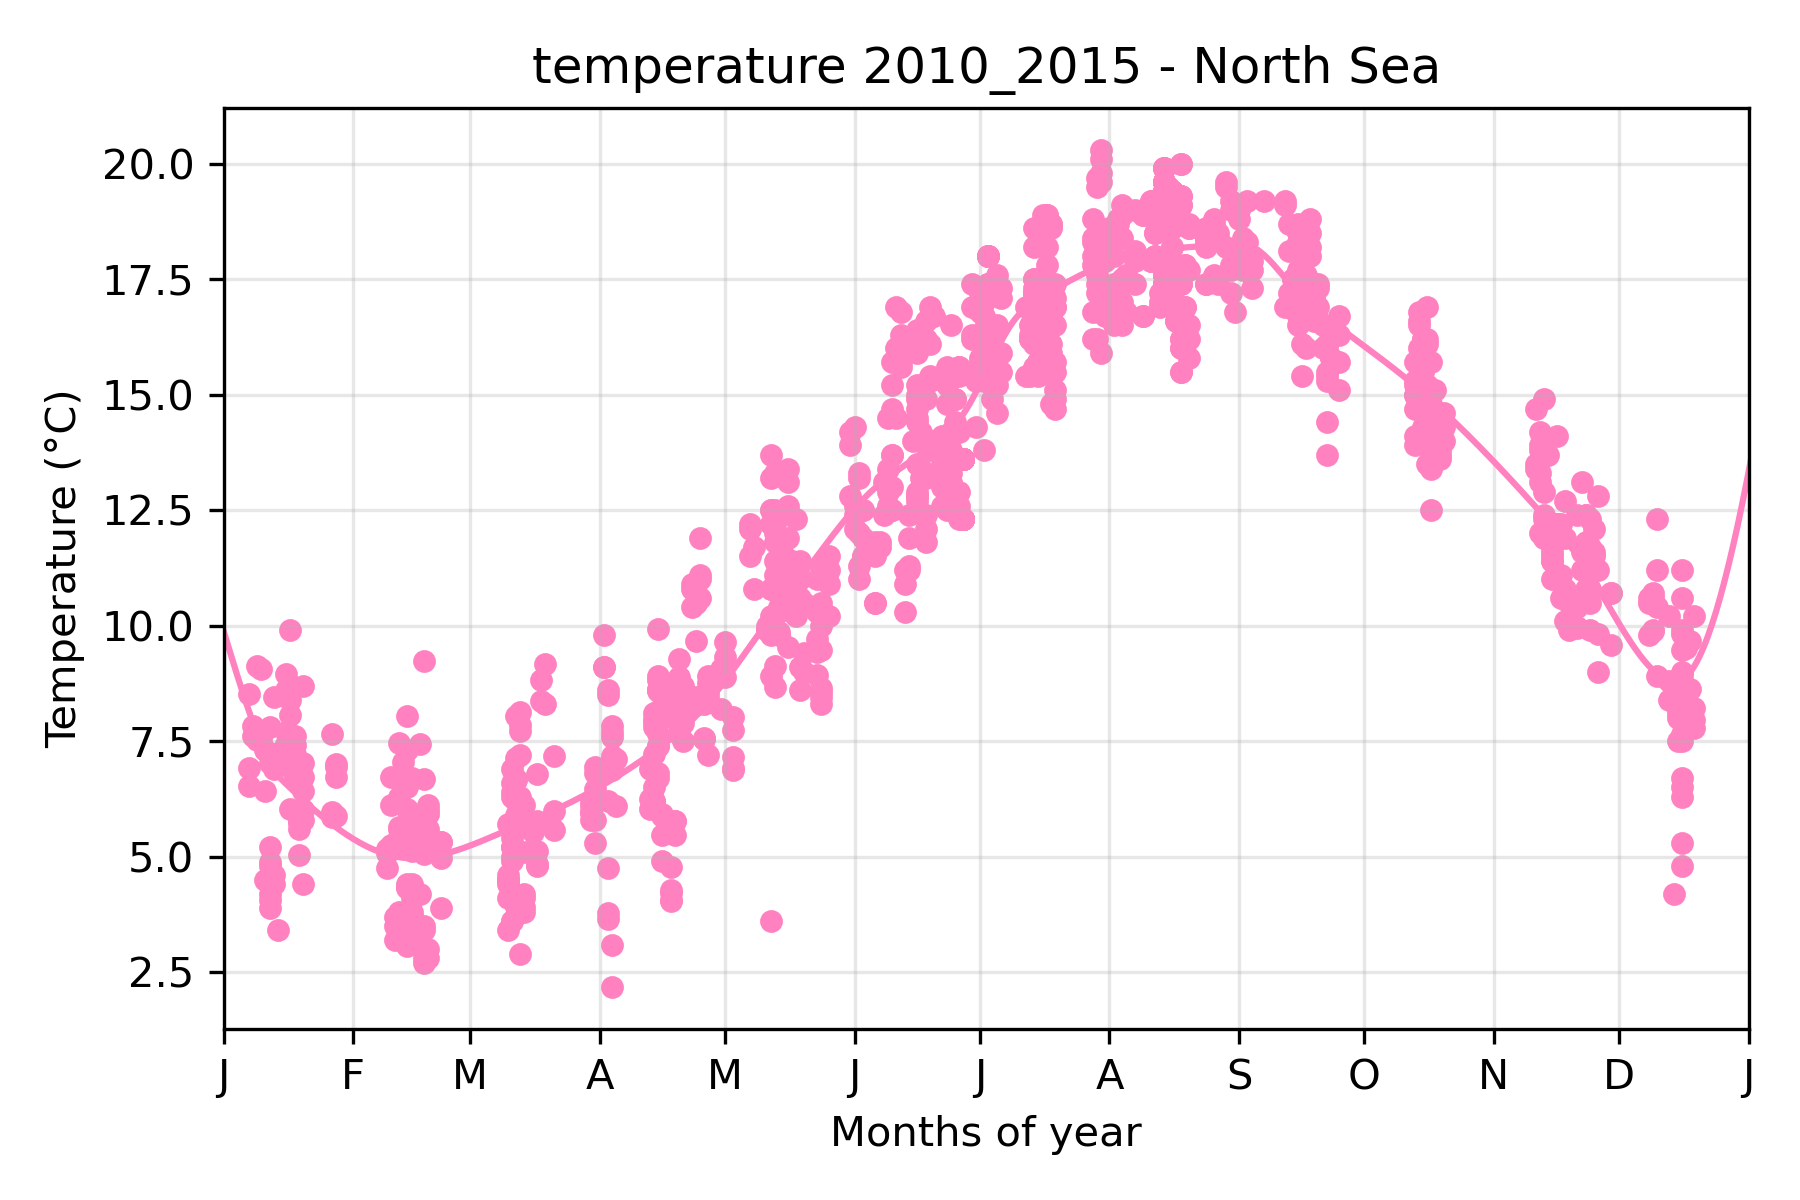 temperature 2010_2015 - North Sea
Temperature (°C)
20.0
17.5
15.0
12.5
10.0
7.5
5.0
2.5
J F M A M J J A S O N D J
Months of year